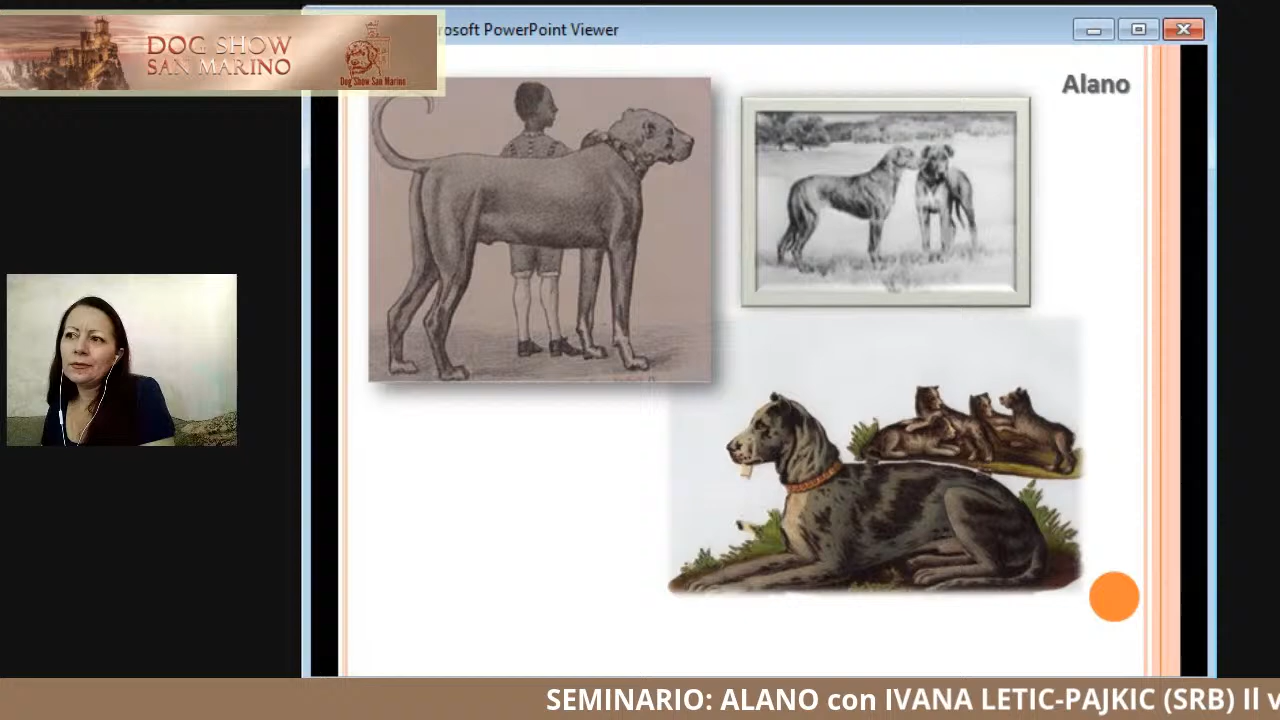 DOG SHOW
SAN MARINO
Dog Show San Marino
rosoft PowerPoint Viewer
Alano
SEMINARIO: ALANO con IVANA LETIC-PAJKIC (SRB) Il v